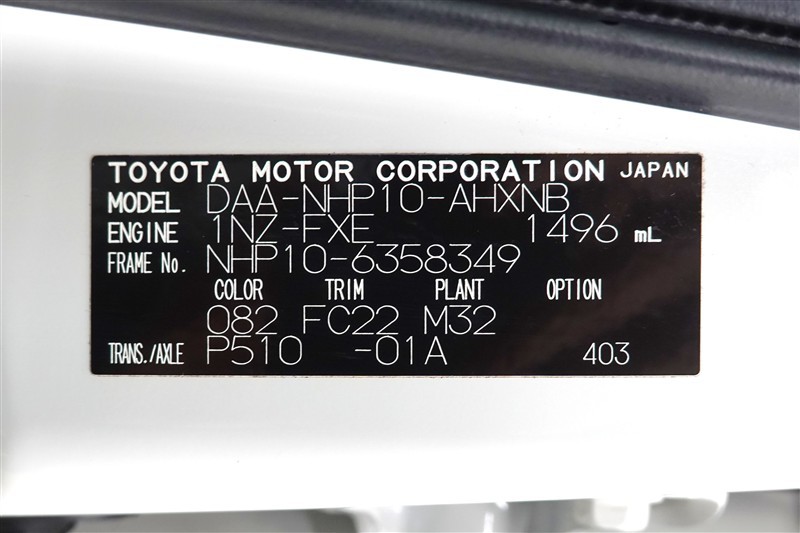 TOYOTA MOTOR CORPORATION JAPAN
MODEL DAA-NHP10-AHXNB
ENGINE 1NZ-FXE 1496 mL
FRAME No. NHP10-6358349
COLOR TRIM PLANT OPTION
082 FC22 M32
TRANS./AXLE P510 -01A 403